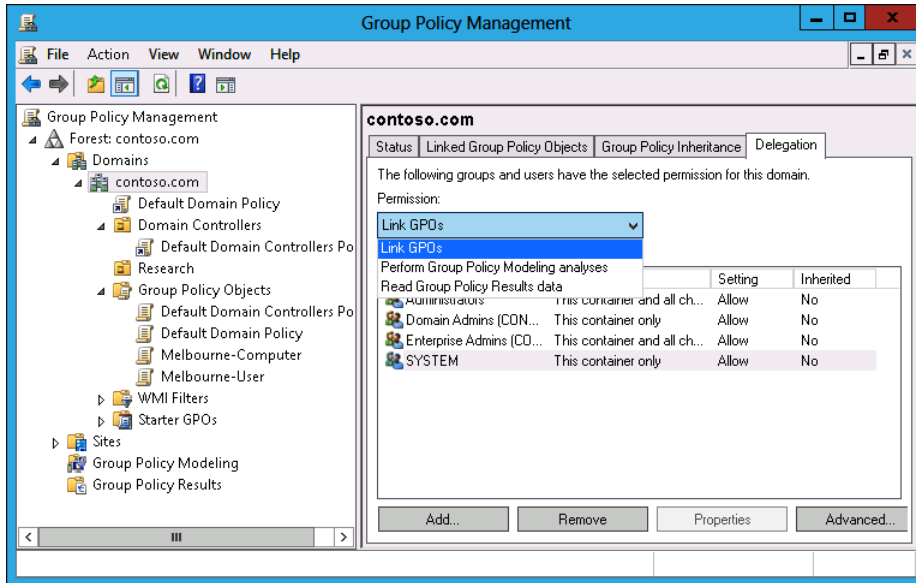 Group Policy Management
File Action View Window Help
Group Policy Management
Forest: contoso.com
Domains
contoso.com
Default Domain Policy
Domain Controllers
Default Domain Controllers Po
Research
Group Policy Objects
Default Domain Controllers Po
Default Domain Policy
Melbourne-Computer
Melbourne-User
WMI Filters
Starter GPOs
Sites
Group Policy Modeling
Group Policy Results
contoso.com
Status Linked Group Policy Objects Group Policy Inheritance Delegation
The following groups and users have the selected permission for this domain.
Permission:
Link GPOs
Link GPOs
Perform Group Policy Modeling analyses
Read Group Policy Results data
Setting Inherited
Administrators This container and all ch... Allow No
Domain Admins (CON... This container only Allow No
Enterprise Admins (CO... This container and all ch... Allow No
SYSTEM This container only Allow No
Add... Remove Properties Advanced...